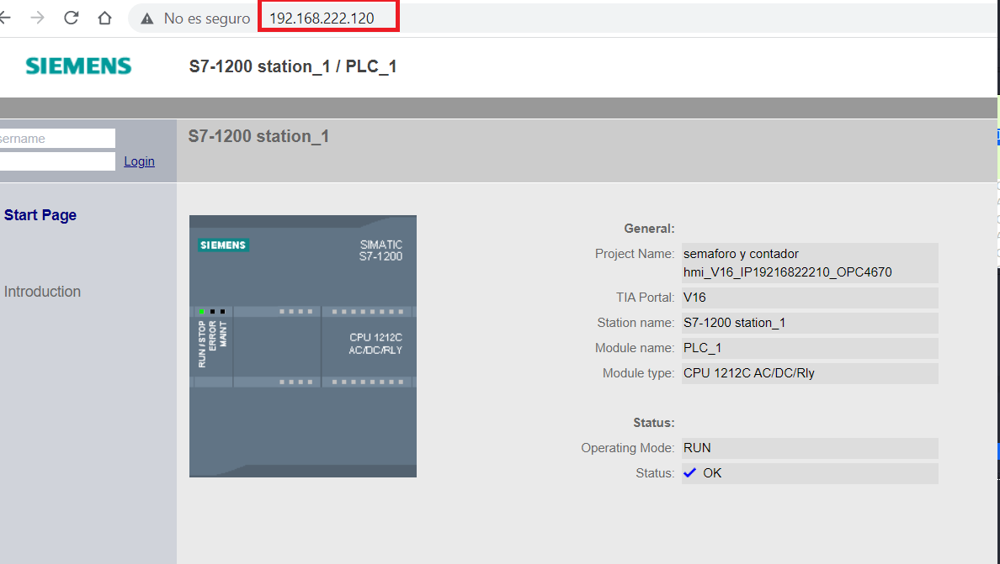 No es seguro 192.168.222.120
SIEMENS
S7-1200 station_1 / PLC_1
sername
Login
S7-1200 station_1
Start Page
Introduction
SIEMENS
SIMATIC
S7-1200
RUN / STOP
ERROR
MAINT
CPU 1212C
AC/DC/RLY
General:
Project Name: semaforo y contador
hmi_V16_IP19216822210_OPC4670
TIA Portal: V16
Station name: S7-1200 station_1
Module name: PLC_1
Module type: CPU 1212C AC/DC/Rly
Status:
Operating Mode: RUN
Status: OK